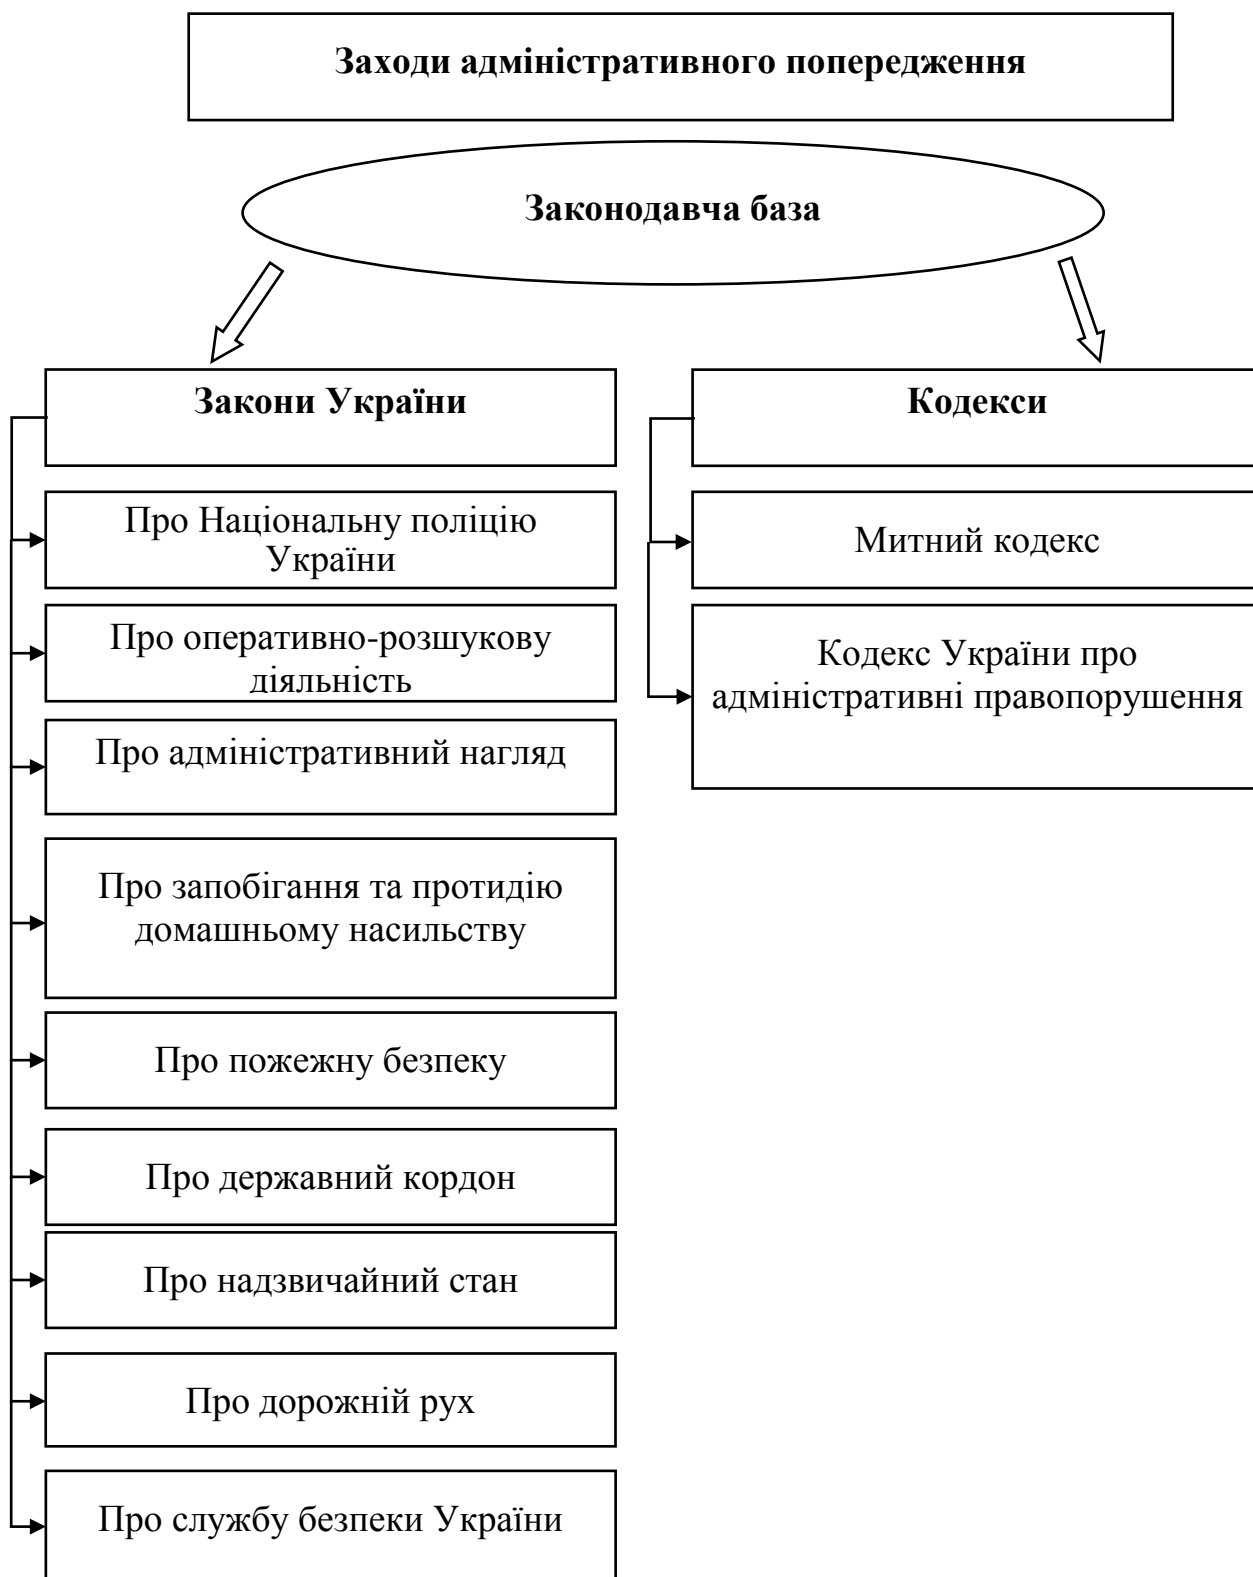 Заходи адміністративного попередження
Законодавча база
Закони України
Про Національну поліцію
України
Про оперативно-розшукову
діяльність
Про адміністративний нагляд
Про запобігання та протидію
домашньому насильству
Про пожежну безпеку
Про державний кордон
Про надзвичайний стан
Про дорожній рух
Про службу безпеки України
Кодекси
Митний кодекс
Кодекс України про
адміністративні правопорушення